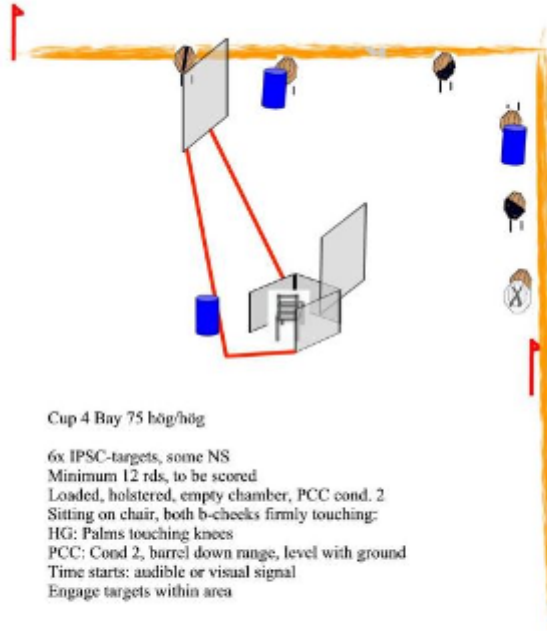 Cup 4 Bay 75 hög/hög
6x IPSC-targets, some NS
Minimum 12 rds, to be scored
Loaded, holstered, empty chamber, PCC cond. 2
Sitting on chair, both b-cheeks firmly touching:
HG: Palms touching knees
PCC: Cond 2, barrel down range, level with ground
Time starts: audible or visual signal
Engage targets within area